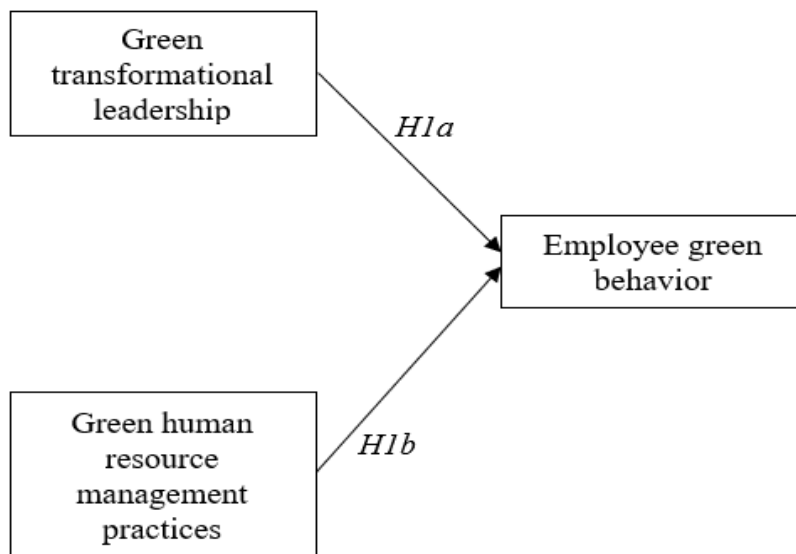 Green
transformational
leadership
H1a
Employee green
behavior
Green human
resource
management
practices
H1b